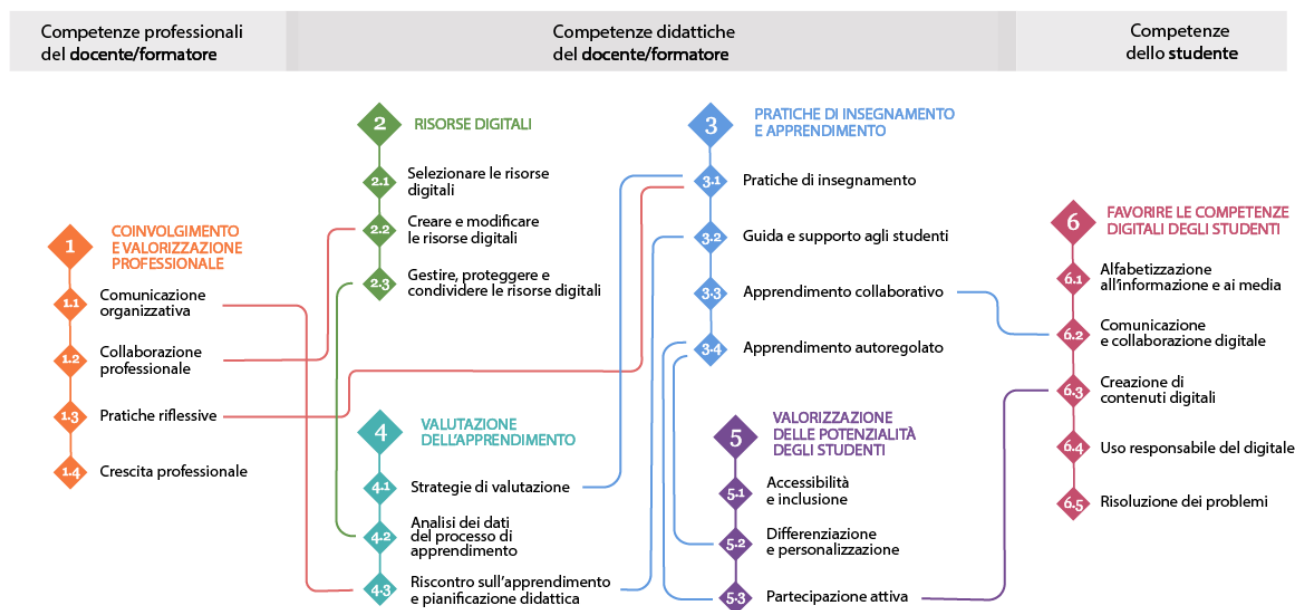 Competenze professionali
del docente/formatore
Competenze didattiche
del docente/formatore
Competenze
dello studente
1
COINVOLGIMENTO
E VALORIZZAZIONE
PROFESSIONALE
1.1
Comunicazione
organizzativa
1.2
Collaborazione
professionale
1.3
Pratiche riflessive
1.4
Crescita professionale
2
RISORSE DIGITALI
2.1
Selezionare le risorse
digitali
2.2
Creare e modificare
le risorse digitali
2.3
Gestire, proteggere e
condividere le risorse digitali
3
PRATICHE DI INSEGNAMENTO
E APPRENDIMENTO
3.1
Pratiche di insegnamento
3.2
Guida e supporto agli studenti
3.3
Apprendimento collaborativo
3.4
Apprendimento autoregolato
4
VALUTAZIONE
DELL'APPRENDIMENTO
4.1
Strategie di valutazione
4.2
Analisi dei dati
del processo di
apprendimento
4.3
Riscontro sull'apprendimento
e pianificazione didattica
5
VALORIZZAZIONE
DELLE POTENZIALITÀ
DEGLI STUDENTI
5.1
Accessibilità
e inclusione
5.2
Differenziazione
e personalizzazione
5.3
Partecipazione attiva
6
FAVORIRE LE COMPETENZE
DIGITALI DEGLI STUDENTI
6.1
Alfabetizzazione
all'informazione e ai media
6.2
Comunicazione
e collaborazione digitale
6.3
Creazione di
contenuti digitali
6.4
Uso responsabile del digitale
6.5
Risoluzione dei problemi